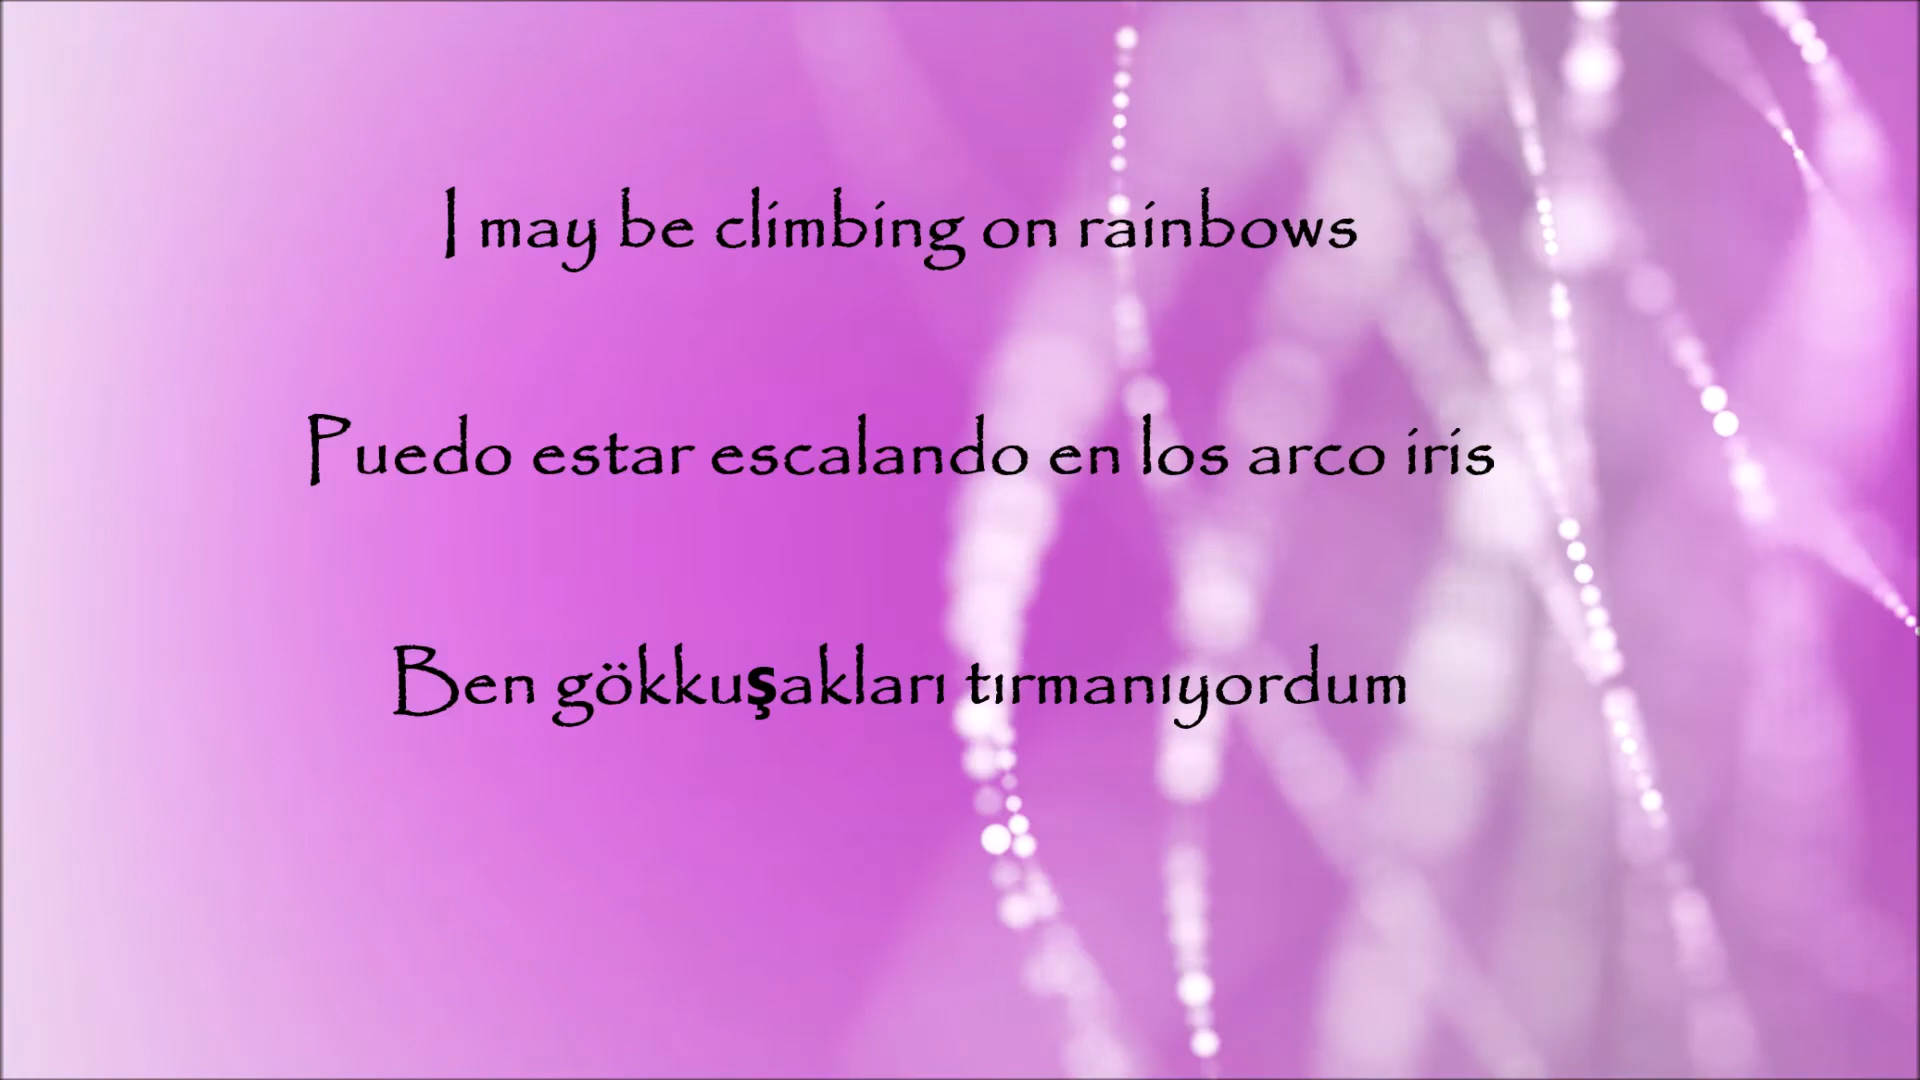 I may be climbing on rainbows
Puedo estar escalando en los arco iris
Ben gökkuşakları tırmanıyordum